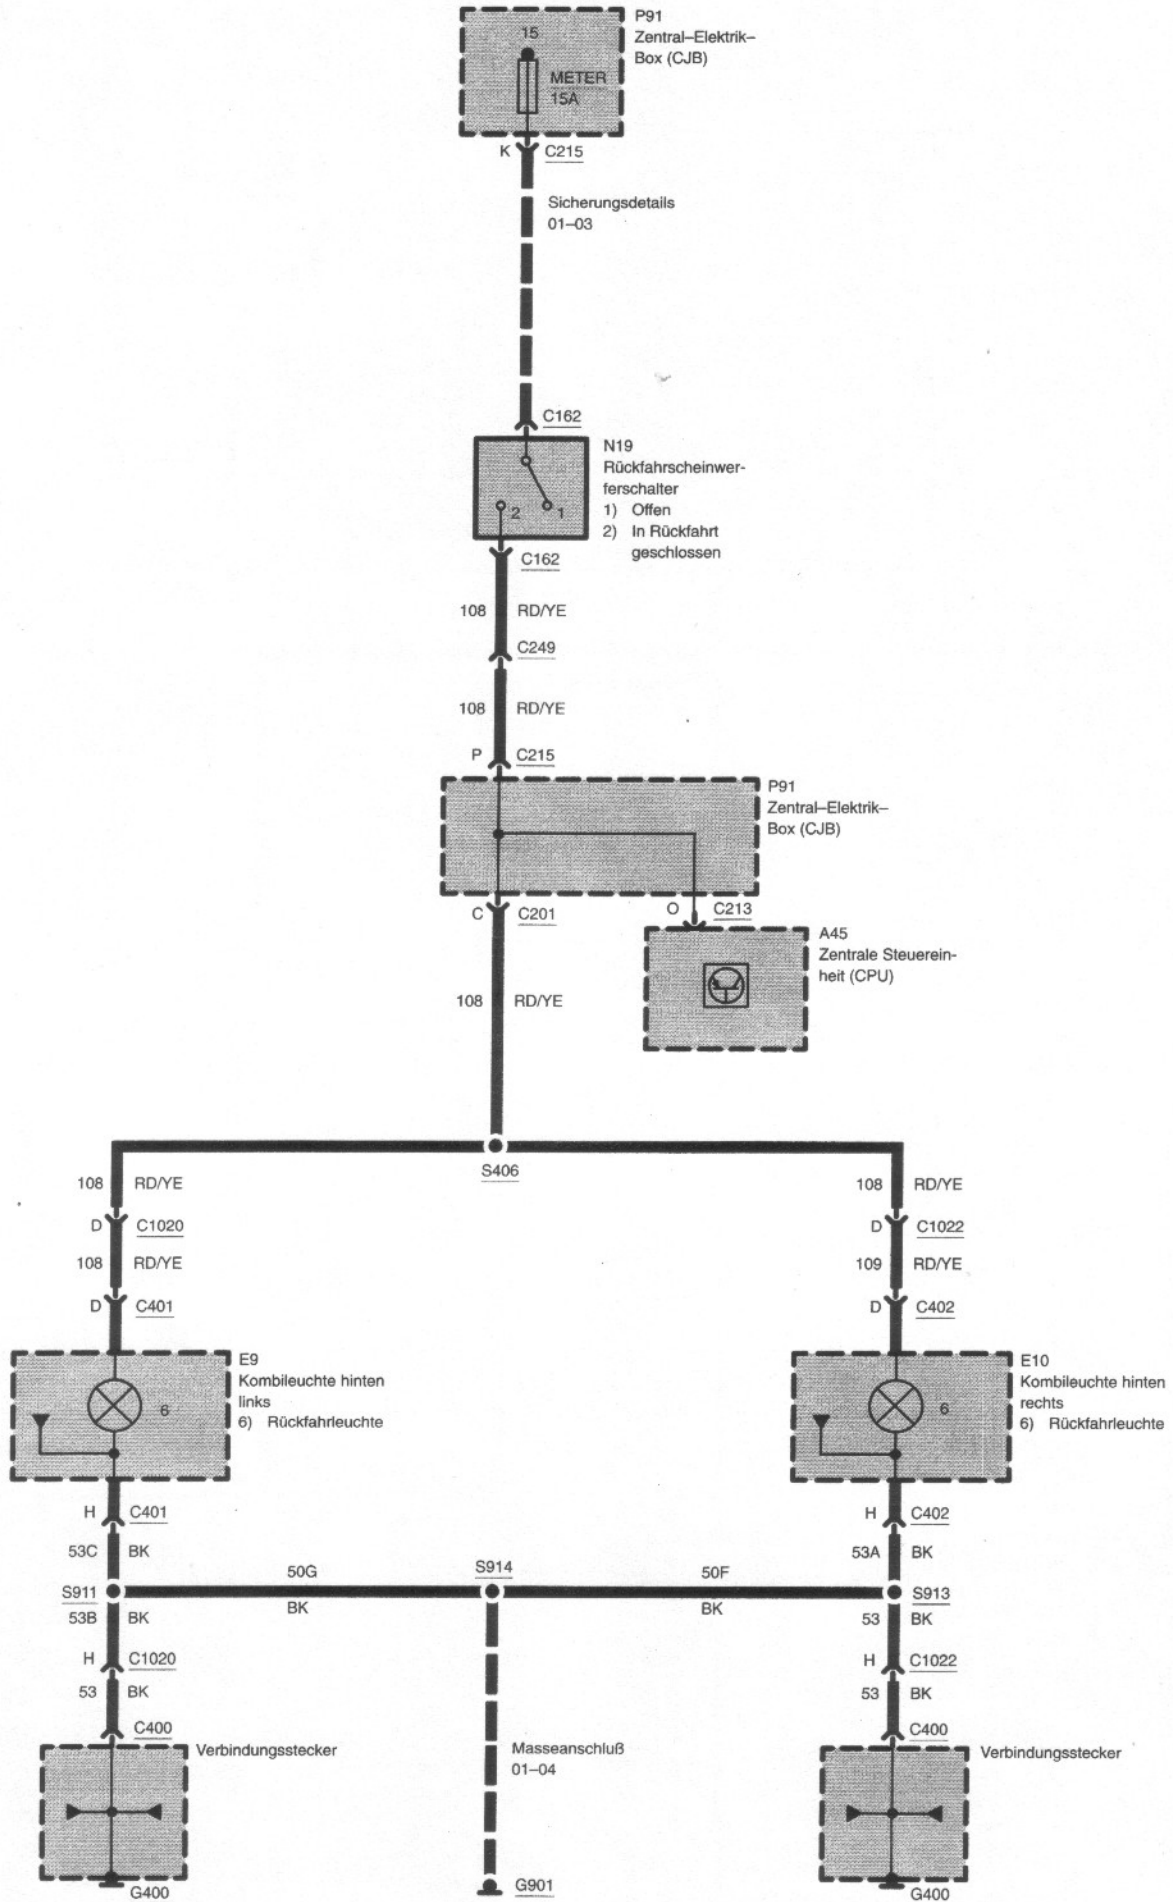 P91
Zentral–Elektrik–
Box (CJB)
15
METER
15A
K C215
Sicherungsdetails
01–03
C162
N19
Rückfahrscheinwer-
ferschalter
1) Offen
2) In Rückfahrt
geschlossen
2 1
C162
108 RD/YE
C249
108 RD/YE
P C215
P91
Zentral–Elektrik–
Box (CJB)
C C201
O C213
A45
Zentrale Steuerein-
heit (CPU)
108 RD/YE
S406
108 RD/YE
108 RD/YE
D C1020
D C1022
108 RD/YE
109 RD/YE
D C401
D C402
E9
Kombileuchte hinten
links
6) Rückfahrleuchte
6
E10
Kombileuchte hinten
rechts
6) Rückfahrleuchte
6
H C401
H C402
53C BK
53A BK
S911
50G
BK
S914
50F
BK
S913
53B BK
53 BK
H C1020
H C1022
53 BK
53 BK
C400
C400
Verbindungsstecker
Masseanschluß
01–04
Verbindungsstecker
G400
G901
G400